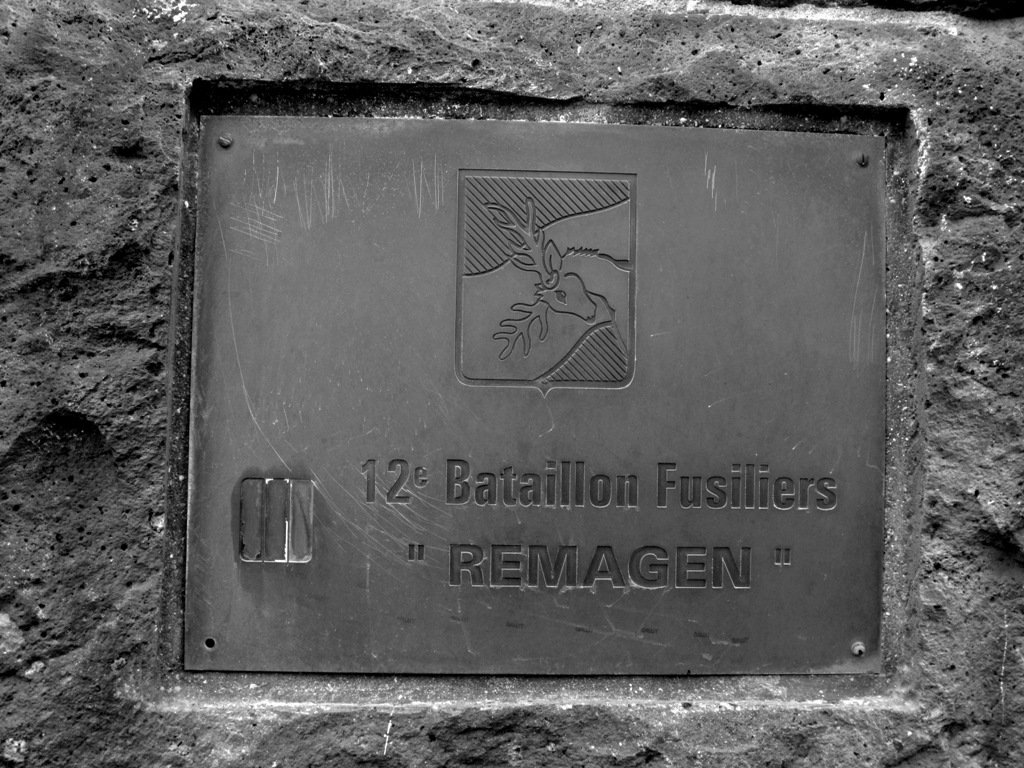 12e Bataillon Fusiliers
" REMAGEN "